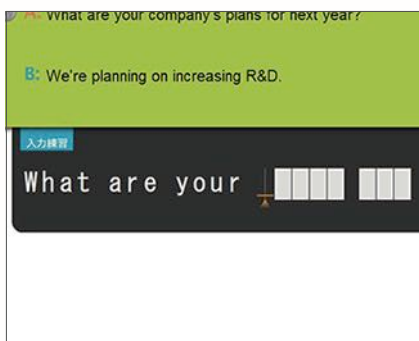 A: What are your company's plans for next year?
B: We're planning on increasing R&D.
入力練習
What are your